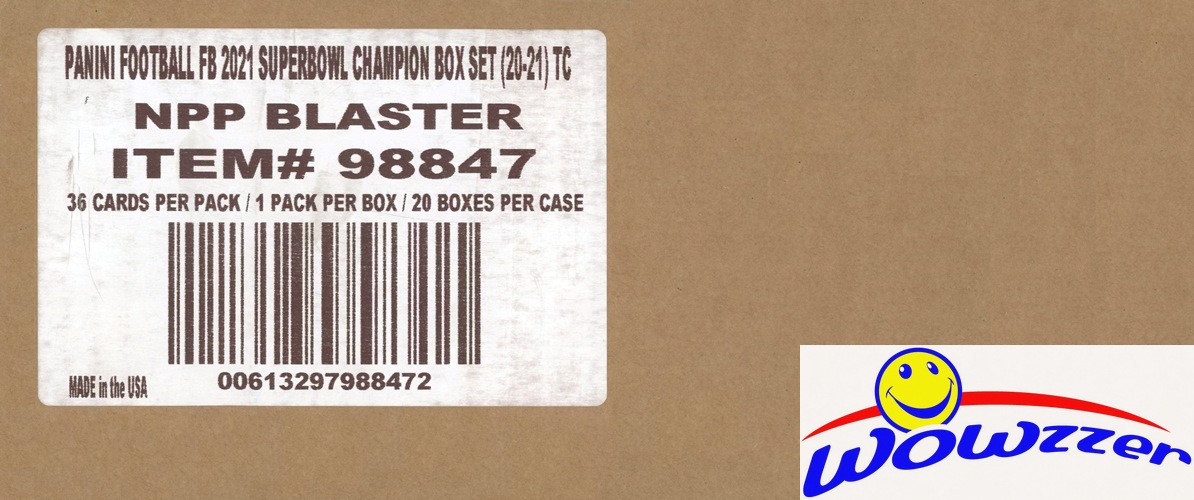 PANINI FOOTBALL FB 2021 SUPERBOWL CHAMPION BOX SET (20-21) TC
NPP BLASTER
ITEM# 98847
36 CARDS PER PACK / 1 PACK PER BOX / 20 BOXES PER CASE
00613297988472
MADE in the USA
wowzzer